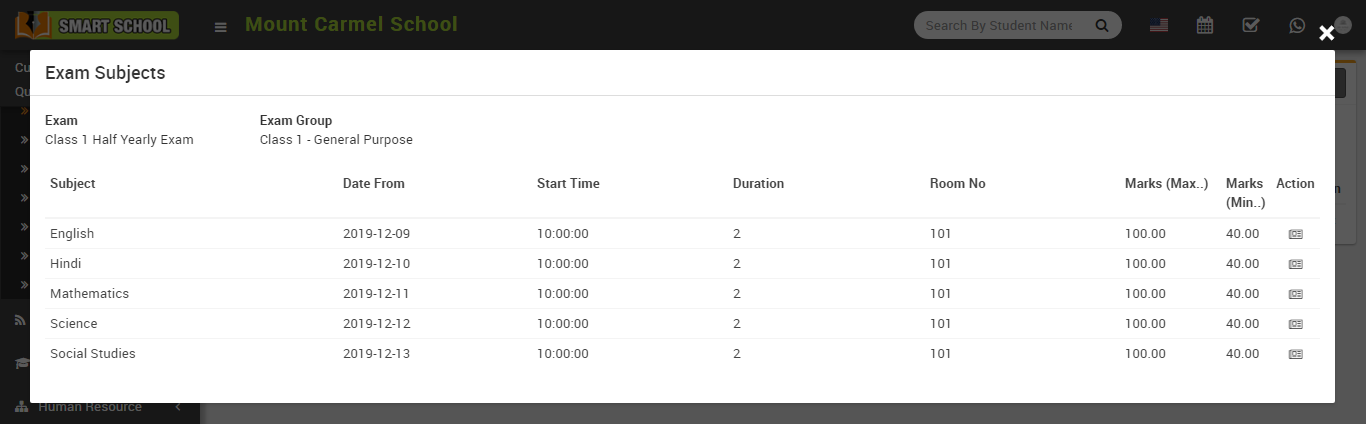 SMART SCHOOL
Mount Carmel School
Search By Student Name
Cu
Qu
Exam Subjects
Exam Exam Group
Class 1 Half Yearly Exam Class 1 - General Purpose
Subject Date From Start Time Duration Room No Marks (Max..) Marks (Min..) Action
English 2019-12-09 10:00:00 2 101 100.00 40.00
Hindi 2019-12-10 10:00:00 2 101 100.00 40.00
Mathematics 2019-12-11 10:00:00 2 101 100.00 40.00
Science 2019-12-12 10:00:00 2 101 100.00 40.00
Social Studies 2019-12-13 10:00:00 2 101 100.00 40.00
Human Resource